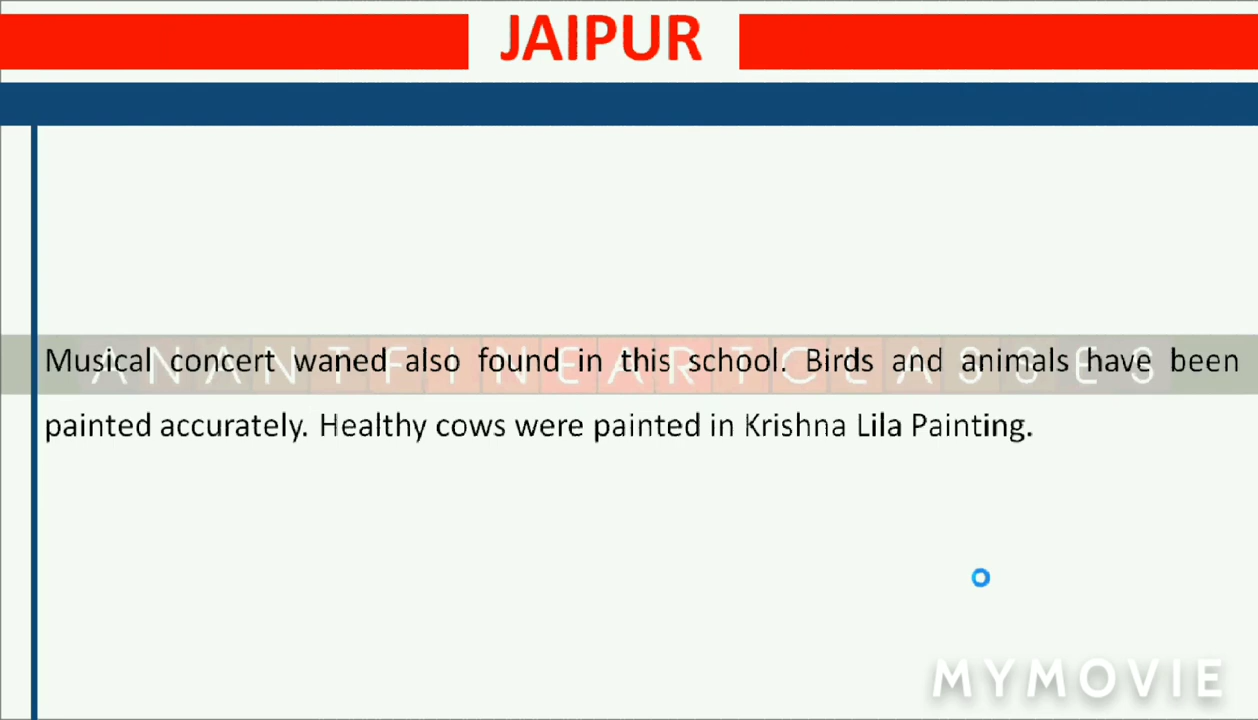 JAIPUR
Musical concert waned also found in this school. Birds and animals have been
ANANTFINEARTCLASSES
painted accurately. Healthy cows were painted in Krishna Lila Painting.
MYMOVIE